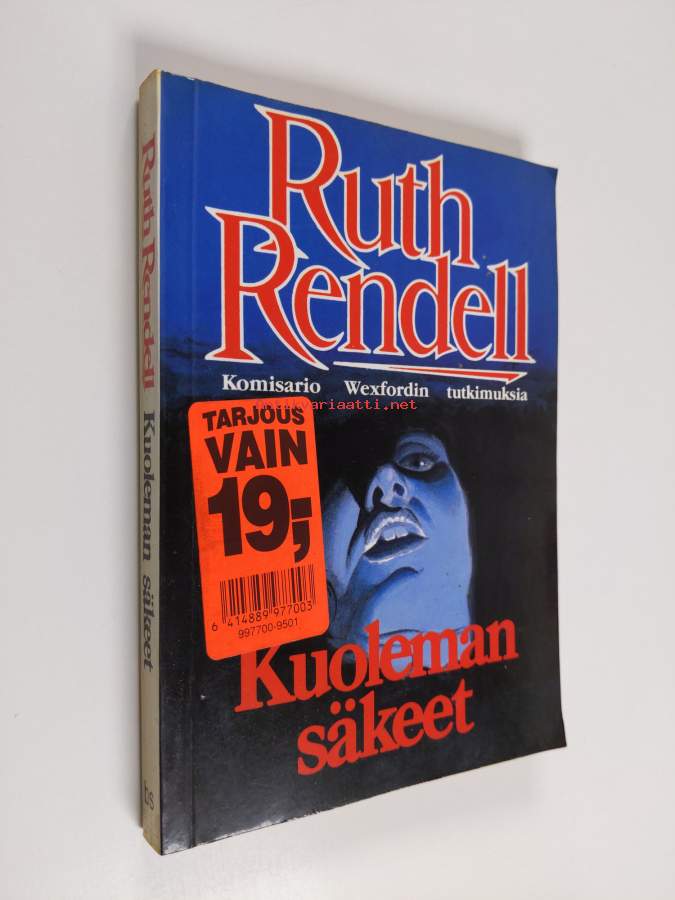 Ruth
Rendell
Komisario Wexfordin tutkimuksia
antikvariaatti.net
TARJOUS
VAIN
19,-
6 414889 977003
997700-9501
Kuoleman
säkeet
Ruth Rendell Kuoleman säkeet
bs